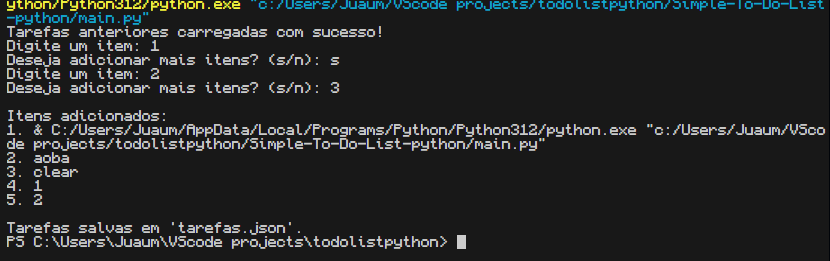 ython/Python312/python.exe "c:/Users/Juaum/VScode projects/todolistpython/Simple-To-Do-List
-python/main.py"
Tarefas anteriores carregadas com sucesso!
Digite um item: 1
Deseja adicionar mais itens? (s/n): s
Digite um item: 2
Deseja adicionar mais itens? (s/n): 3
Itens adicionados:
1. & C:/Users/Juaum/AppData/Local/Programs/Python/Python312/python.exe "c:/Users/Juaum/VSco
de projects/todolistpython/Simple-To-Do-List-python/main.py"
2. aoba
3. clear
4. 1
5. 2
Tarefas salvas em 'tarefas.json'.
PS C:\Users\Juaum\VScode projects\todolistpython>